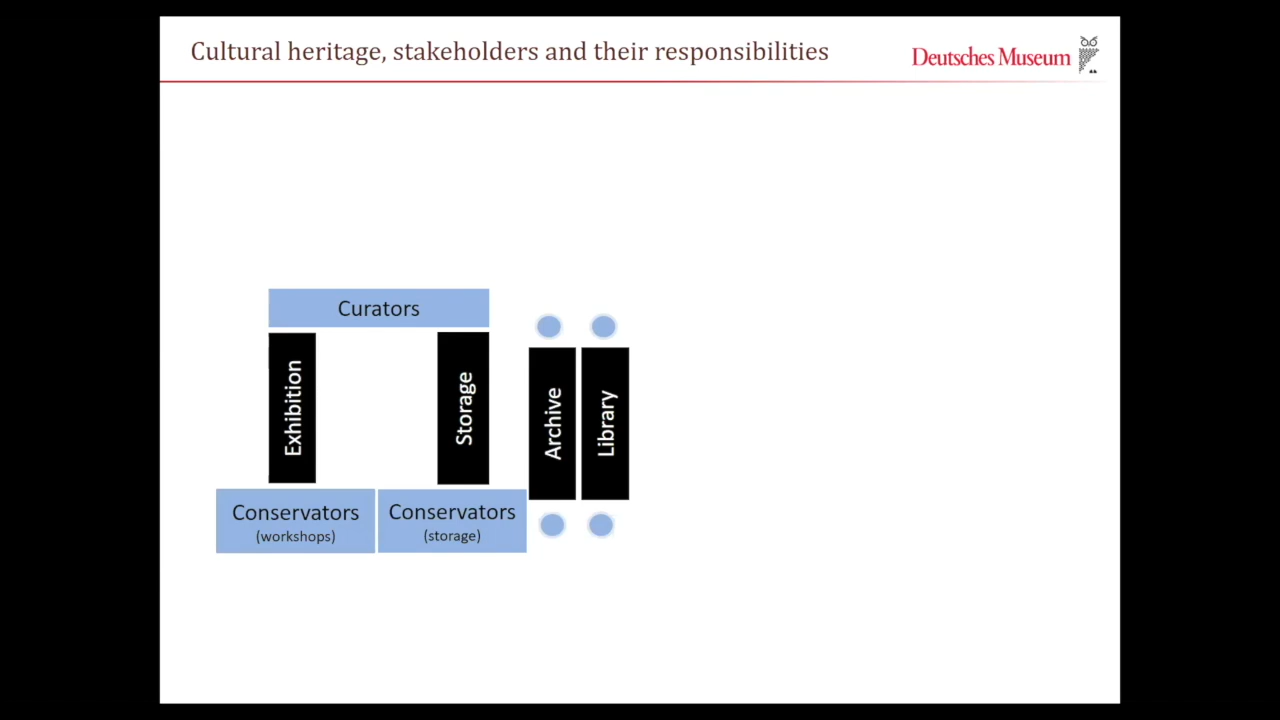 Cultural heritage, stakeholders and their responsibilities
Deutsches Museum
Curators
Exhibition
Storage
Archive
Library
Conservators
(workshops)
Conservators
(storage)